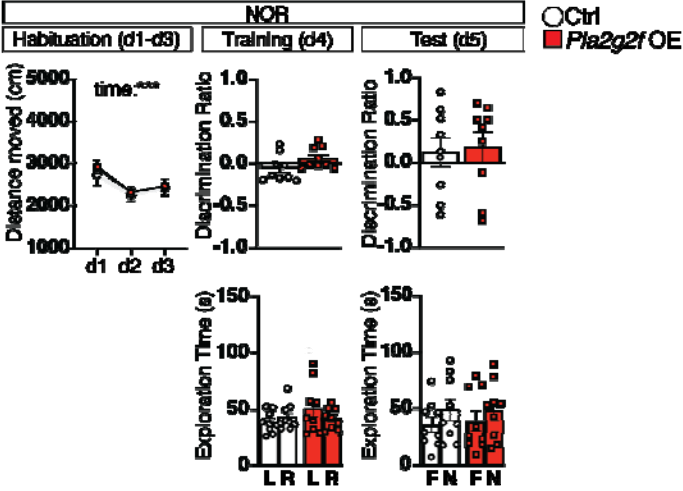 NOR
Ctrl
Pla2g2f OE
Habituation (d1-d3)
Training (d4)
Test (d5)
Distance moved (cm)
5000
4000
3000
2000
1000
time:***
d1 d2 d3
Discrimination Ratio
1.0
0.5
0.0
-0.5
-1.0
Discrimination Ratio
1.0
0.5
0.0
-0.5
-1.0
Exploration Time (s)
150
100
50
0
L R L R
Exploration Time (s)
150
100
50
0
F N F N